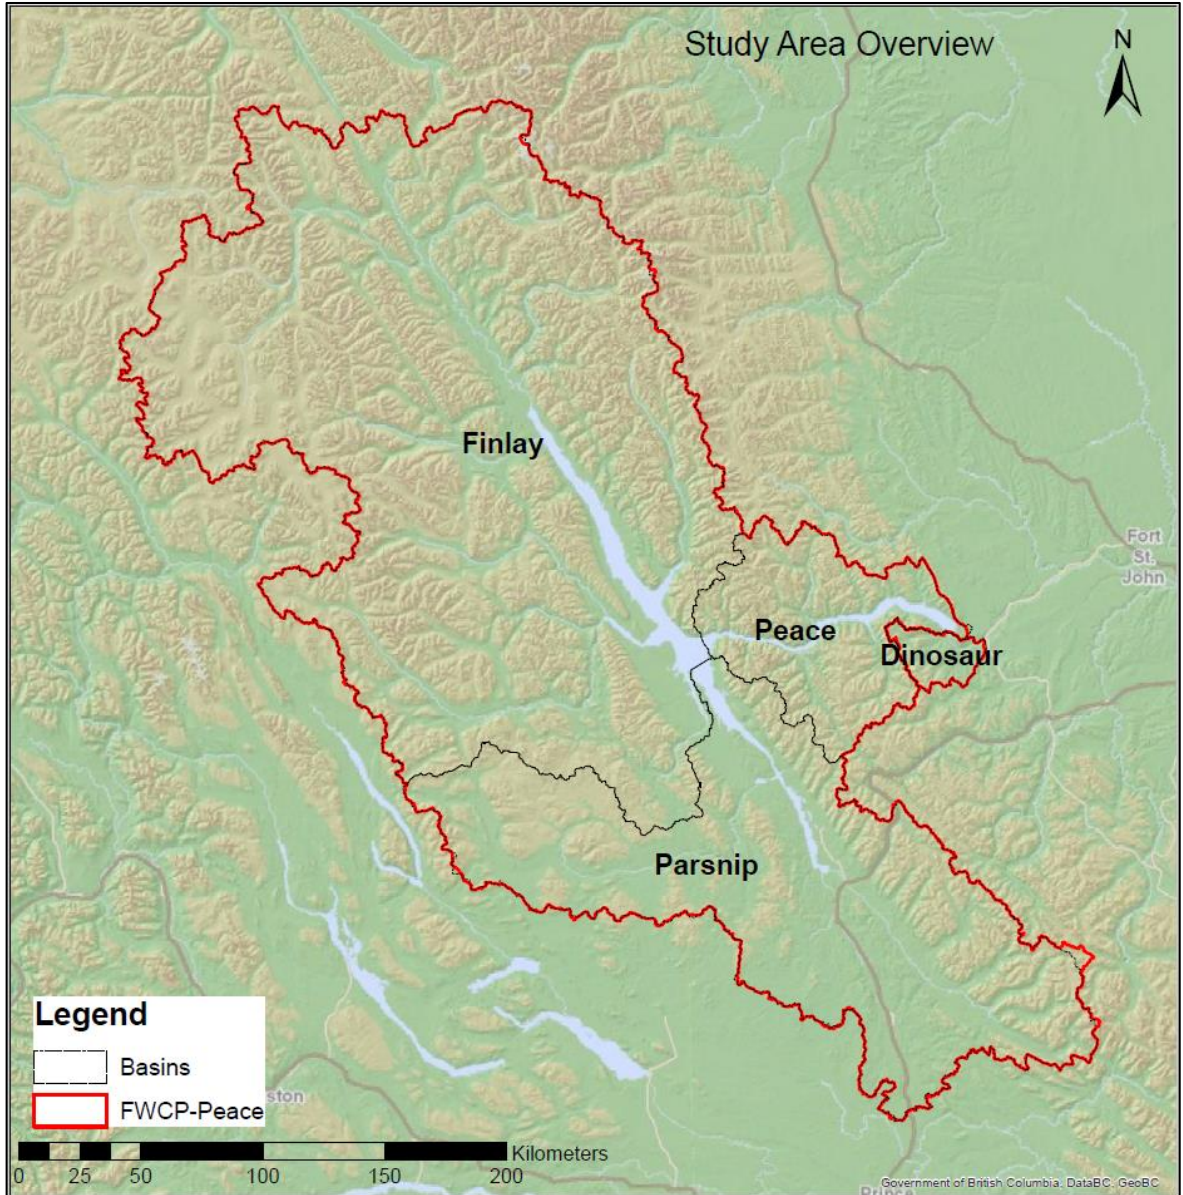 Study Area Overview
N
Finlay
Fort
St.
John
Peace
Dinosaur
Parsnip
Legend
Basins
FWCP-Peace
ston
Kilometers
0 25 50 100 150 200
Prince
Government of British Columbia, DataBC, GeoBC